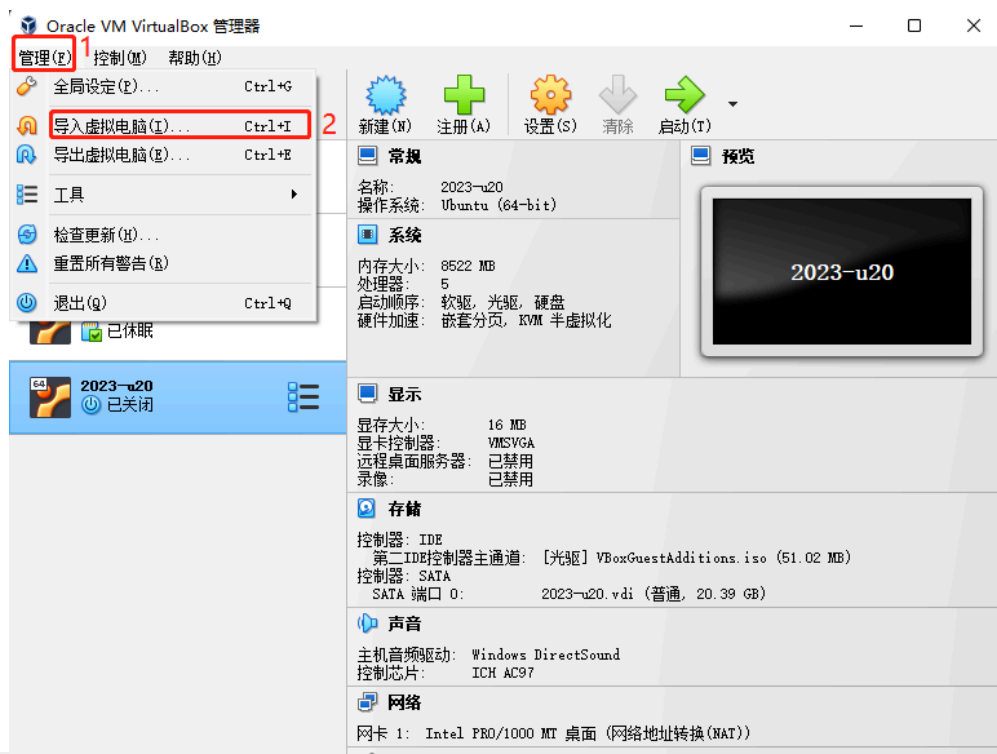 Oracle VM VirtualBox 管理器
管理(F) 1 控制(M) 帮助(H)
全局设定(P)... Ctrl+G
导入虚拟电脑(I)... Ctrl+I 2
导出虚拟电脑(E)... Ctrl+E
工具
检查更新(H)...
重置所有警告(R)
退出(Q) Ctrl+Q
已休眠
64 2023-u20
已关闭
新建(N) 注册(A) 设置(S) 清除 启动(T)
常规
名称: 2023-u20
操作系统: Ubuntu (64-bit)
预览
2023-u20
系统
内存大小: 8522 MB
处理器: 5
启动顺序: 软驱, 光驱, 硬盘
硬件加速: 嵌套分页, KVM 半虚拟化
显示
显存大小: 16 MB
显卡控制器: VMSVGA
远程桌面服务器: 已禁用
录像: 已禁用
存储
控制器: IDE
第二IDE控制器主通道: [光驱] VBoxGuestAdditions.iso (51.02 MB)
控制器: SATA
SATA 端口 0: 2023-u20.vdi (普通, 20.39 GB)
声音
主机音频驱动: Windows DirectSound
控制芯片: ICH AC97
网络
网卡 1: Intel PRO/1000 MT 桌面 (网络地址转换(NAT))